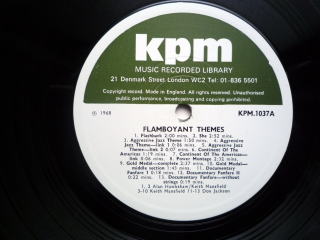 kpm
MUSIC RECORDED LIBRARY
21 Denmark Street London WC2 Tel: 01-836 5501
Copyright record. Made in England. All rights reserved. Unauthorised
public performance, broadcasting and copying prohibited.
KPM.1037A
℗ 1968
FLAMBOYANT THEMES
1. Flashbank 2:00 mins. 2. She 2:52 mins.
3. Aggressive Jazz Theme 1:50 mins. 4. Aggressive
Jazz Theme—link 1 0:06 mins. 5. Aggressive Jazz
Theme—link 2 0:07 mins. 6. Continent Of The
Americas 1:19 mins. 7. Continent Of The Americas—
link 0:06 mins. 8. Power Montage 2:32 mins.
9. Gold Medal—complete 2:37 mins. 10. Gold Medal—
middle section 1:43 mins. 11. Documentary
Fanfare I 0:18 mins. 12. Documentary Fanfare II
0:22 mins. 13. Documentary Fanfare—without
strings 0:19 mins.
1, 2 Alan Hawkshaw/Keith Mansfield
3-10 Keith Mansfield 11-13 Don Jackson